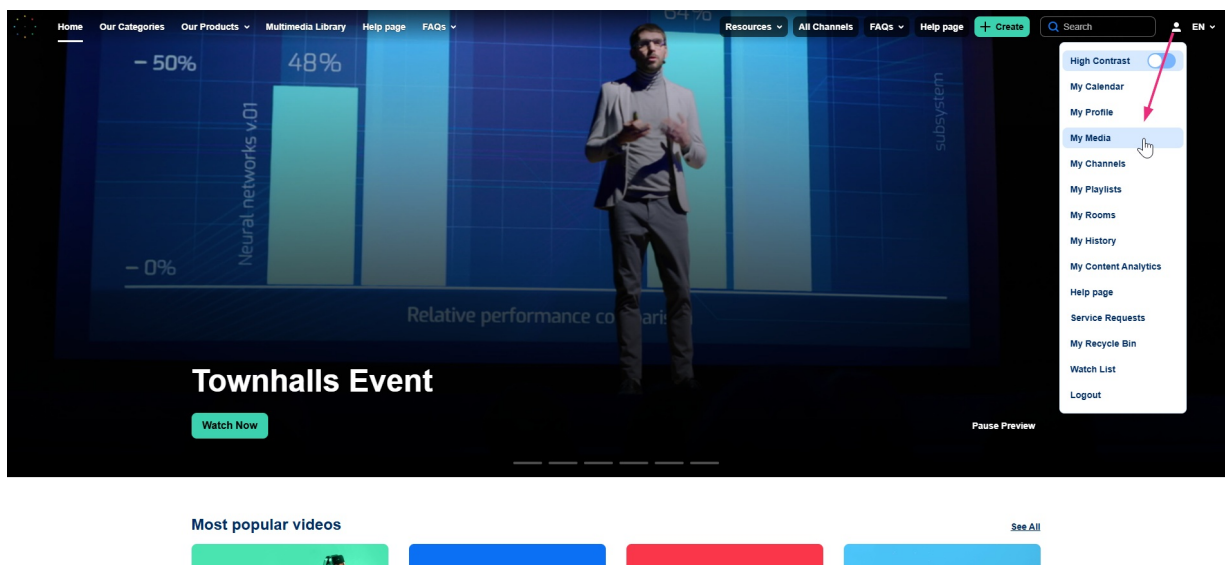 Home Our Categories Our Products Multimedia Library Help page FAQs Resources All Channels FAQs Help page + Create Search EN
64%
High Contrast
My Calendar
My Profile
My Media
My Channels
My Playlists
My Rooms
My History
My Content Analytics
Help page
Service Requests
My Recycle Bin
Watch List
Logout
– 50%
48%
Neural networks v.01
subsystem
– 0%
Relative performance co
Townhalls Event
Watch Now
Pause Preview
Most popular videos
See All